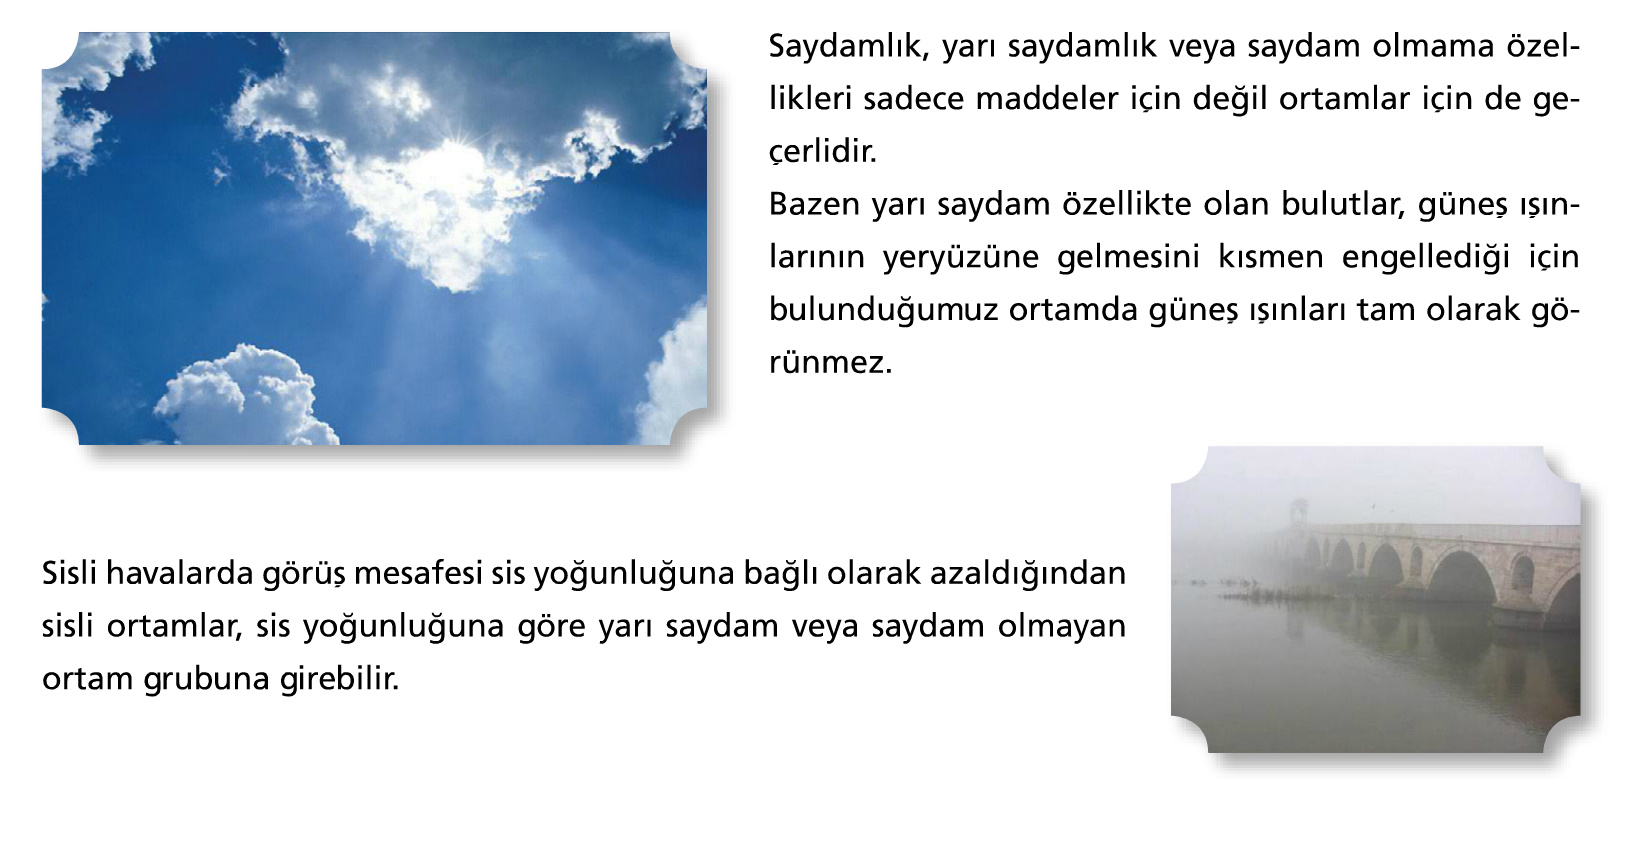 Saydamlık, yarı saydamlık veya saydam olmama özel-
likleri sadece maddeler için değil ortamlar için de ge-
çerlidir.
Bazen yarı saydam özellikte olan bulutlar, güneş ışın-
larının yeryüzüne gelmesini kısmen engellediği için
bulunduğumuz ortamda güneş ışınları tam olarak gö-
rünmez.
Sisli havalarda görüş mesafesi sis yoğunluğuna bağlı olarak azaldığından
sisli ortamlar, sis yoğunluğuna göre yarı saydam veya saydam olmayan
ortam grubuna girebilir.